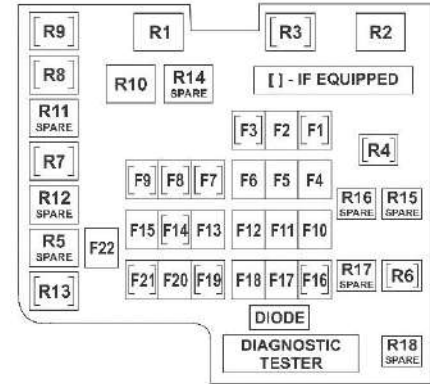 [R9] R1 [R3] R2
[R8] R10 R14 [ ] - IF EQUIPPED
SPARE
R11
SPARE
[F3] F2 [F1]
[R4]
[R7]
[F9] [F8] [F7] F6 F5 F4
R12
SPARE
R16
SPARE
R15
SPARE
R5
SPARE
F22
F15 [F14] F13 F12 F11 F10
[R13]
[F21] F20 [F19] F18 F17 [F16]
R17
SPARE
[R6]
DIODE
DIAGNOSTIC
TESTER
R18
SPARE